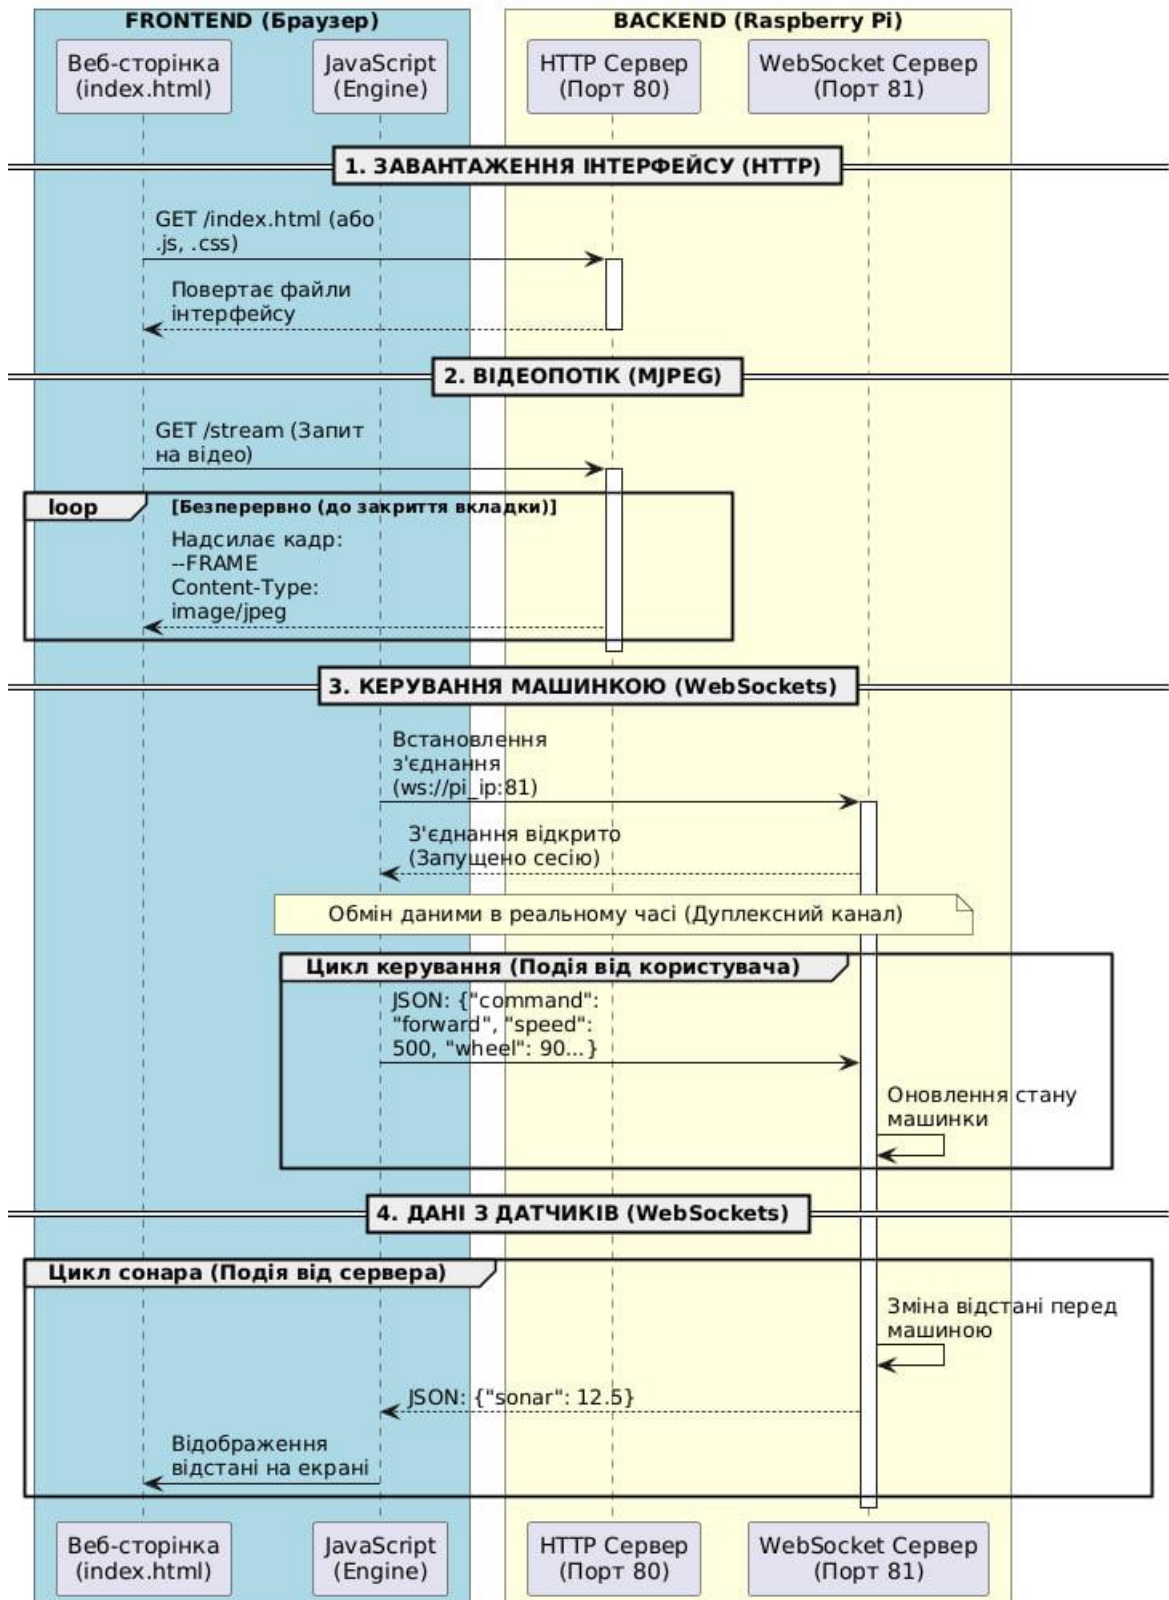 FRONTEND (Браузер)
BACKEND (Raspberry Pi)
Веб-сторінка
(index.html)
JavaScript
(Engine)
HTTP Сервер
(Порт 80)
WebSocket Сервер
(Порт 81)
1. ЗАВАНТАЖЕННЯ ІНТЕРФЕЙСУ (HTTP)
GET /index.html (або
.js, .css)
Повертає файли
інтерфейсу
2. ВІДЕОПОТІК (MJPEG)
GET /stream (Запит
на відео)
loop
[Безперервно (до закриття вкладки)]
Надсилає кадр:
--FRAME
Content-Type:
image/jpeg
3. КЕРУВАННЯ МАШИНКОЮ (WebSockets)
Встановлення
з'єднання
(ws://pi_ip:81)
З'єднання відкрито
(Запущено сесію)
Обмін даними в реальному часі (Дуплексний канал)
Цикл керування (Подія від користувача)
JSON: {"command":
"forward", "speed":
500, "wheel": 90...}
Оновлення стану
машинки
4. ДАНІ З ДАТЧИКІВ (WebSockets)
Цикл сонара (Подія від сервера)
Зміна відстані перед
машиною
JSON: {"sonar": 12.5}
Відображення
відстані на екрані
Веб-сторінка
(index.html)
JavaScript
(Engine)
HTTP Сервер
(Порт 80)
WebSocket Сервер
(Порт 81)